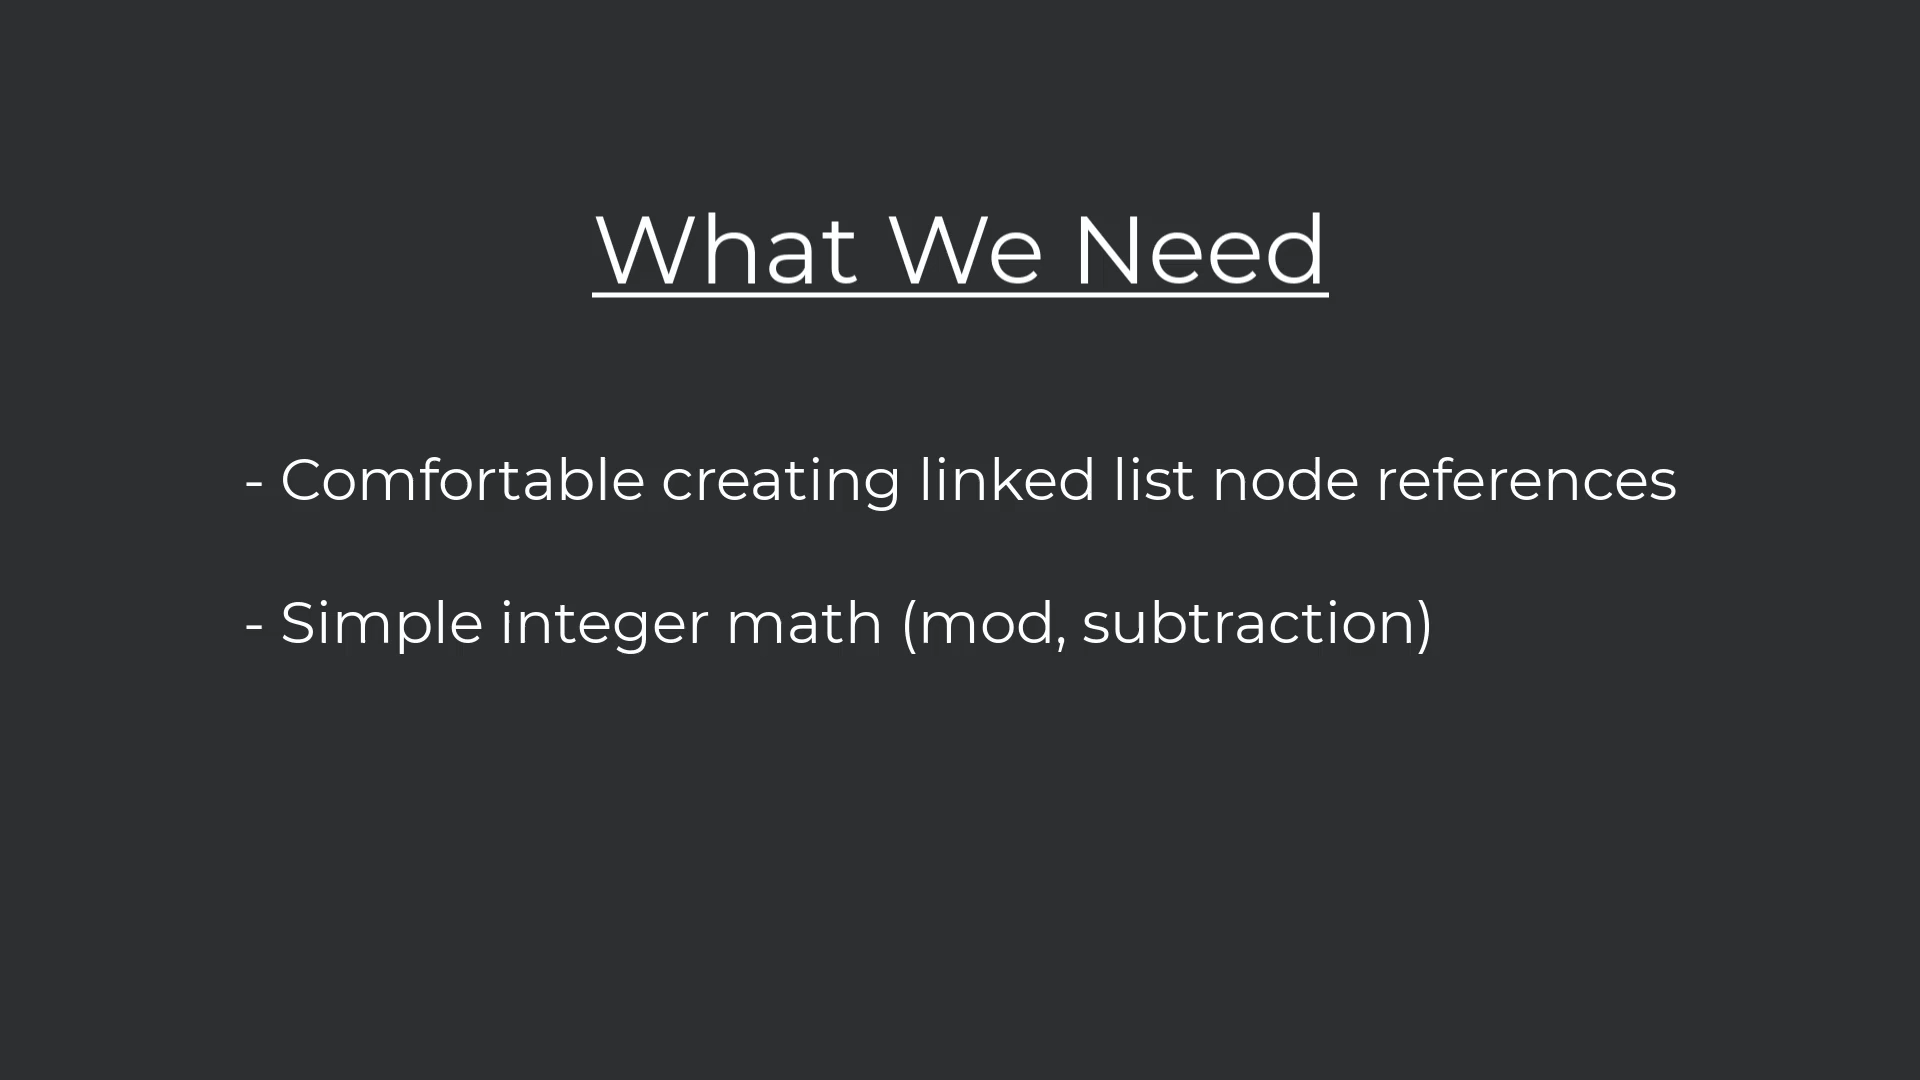 What We Need
- Comfortable creating linked list node references
- Simple integer math (mod, subtraction)